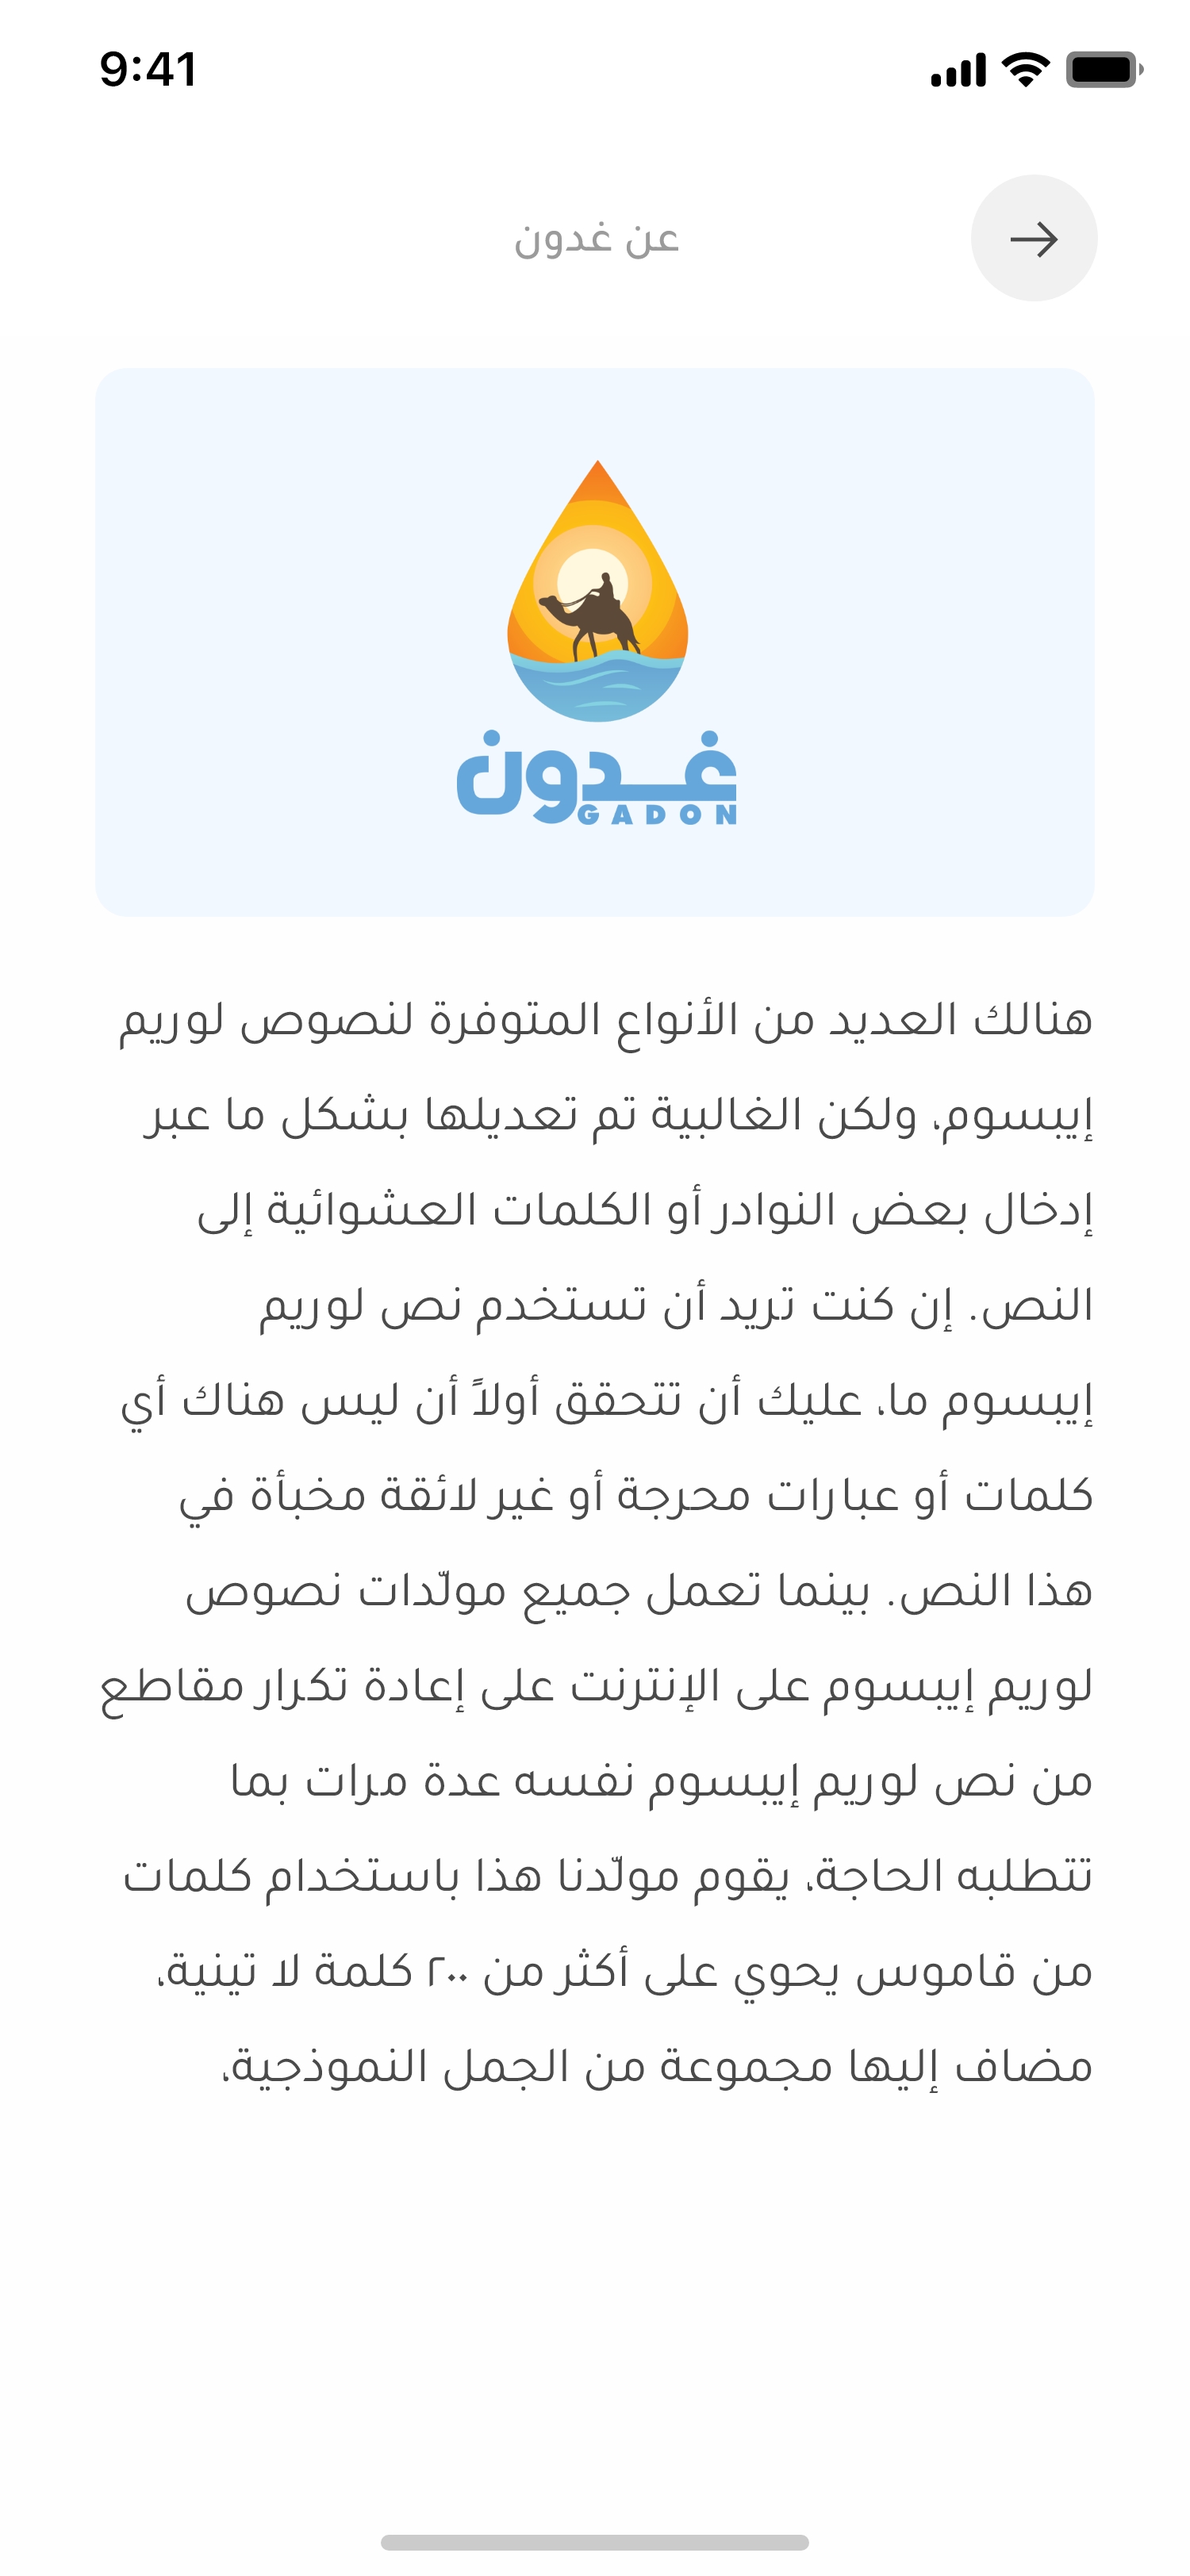 9:41
عن غدون
غدون
GADON
هنالك العديد من الأنواع المتوفرة لنصوص لوريم
إيبسوم، ولكن الغالبية تم تعديلها بشكل ما عبر
إدخال بعض النوادر أو الكلمات العشوائية إلى
النص. إن كنت تريد أن تستخدم نص لوريم
إيبسوم ما، عليك أن تتحقق أولاً أن ليس هناك أي
كلمات أو عبارات محرجة أو غير لائقة مخبأة في
هذا النص. بينما تعمل جميع مولّدات نصوص
لوريم إيبسوم على الإنترنت على إعادة تكرار مقاطع
من نص لوريم إيبسوم نفسه عدة مرات بما
تتطلبه الحاجة، يقوم مولّدنا هذا باستخدام كلمات
من قاموس يحوي على أكثر من ٢٠٠ كلمة لا تينية،
مضاف إليها مجموعة من الجمل النموذجية،